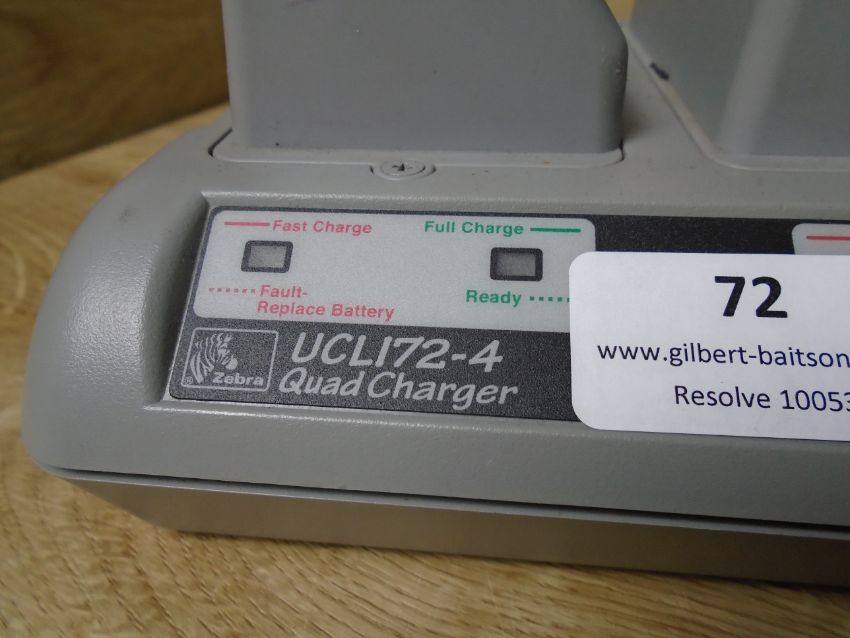 Fast Charge
Full Charge
Fault-
Replace Battery
Ready
Zebra
UCLI72-4
Quad Charger
72
www.gilbert-baitson
Resolve 10053